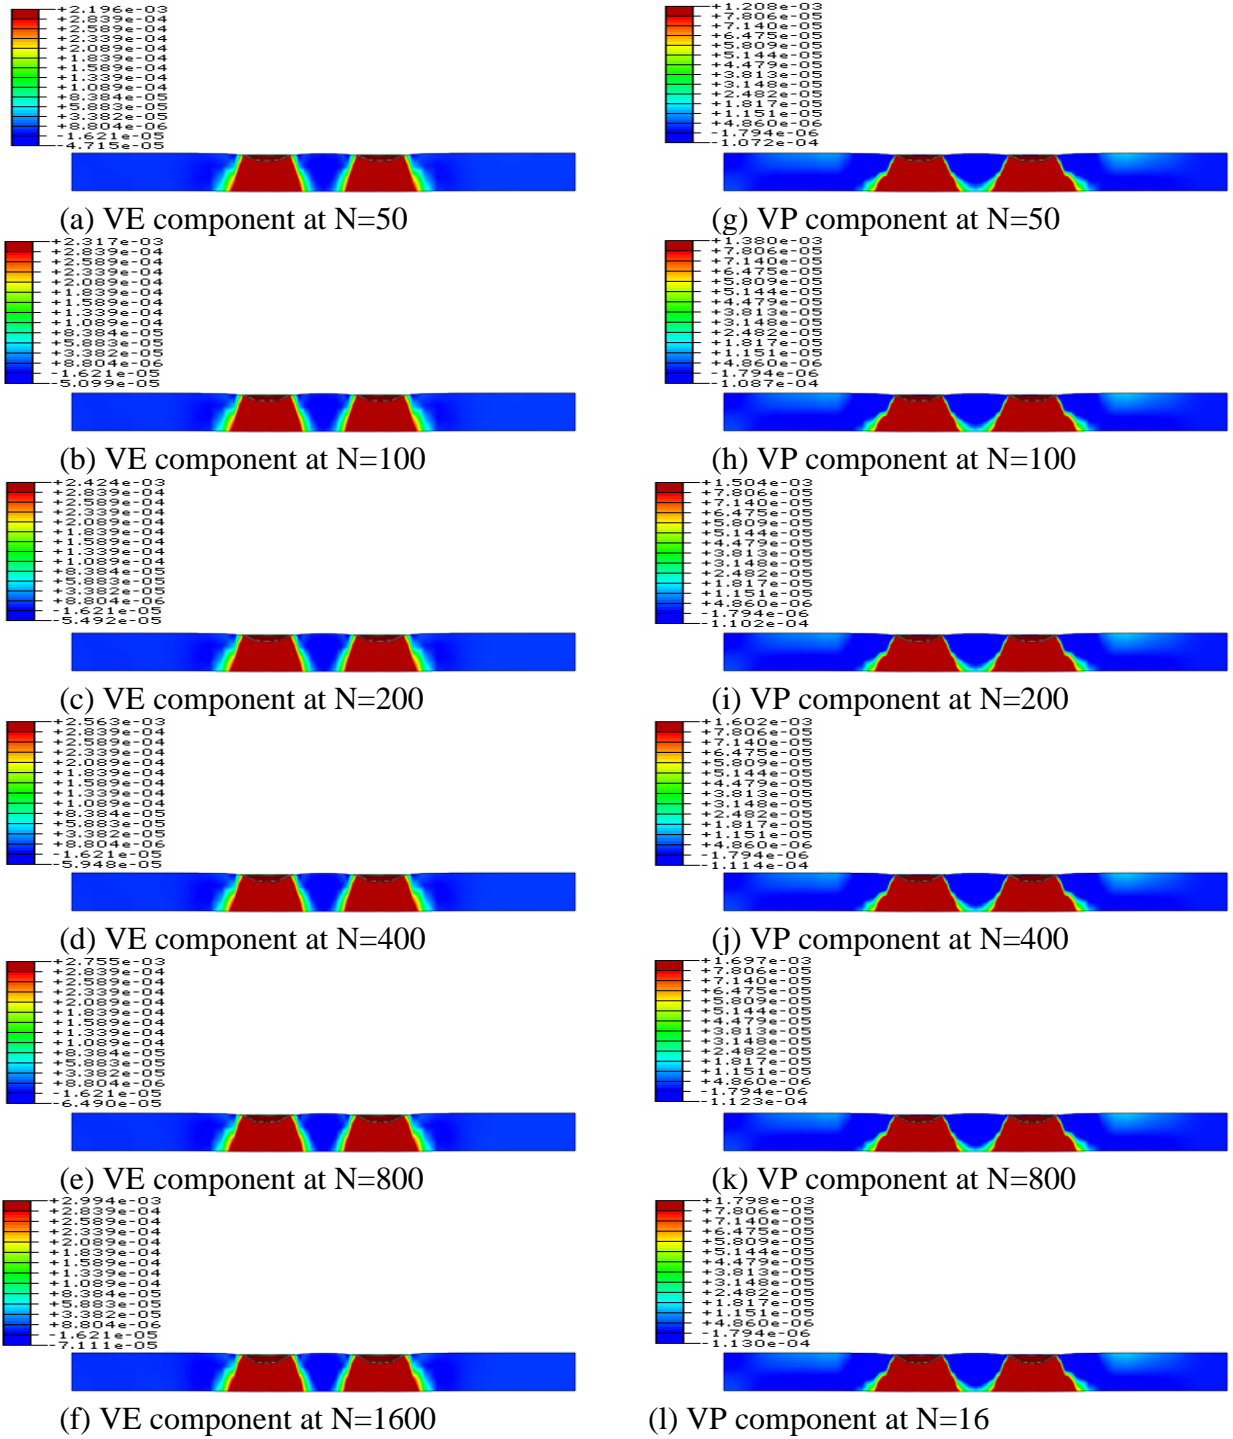 +2.196e-03
+2.839e-04
+2.589e-04
+2.339e-04
+2.089e-04
+1.839e-04
+1.589e-04
+1.339e-04
+1.089e-04
+8.384e-05
+5.883e-05
+3.382e-05
+8.804e-06
-1.621e-05
-4.715e-05
(a) VE component at N=50
+1.208e-03
+7.806e-05
+7.140e-05
+6.475e-05
+5.809e-05
+5.144e-05
+4.479e-05
+3.813e-05
+3.148e-05
+2.482e-05
+1.817e-05
+1.151e-05
+4.860e-06
-1.794e-06
-1.072e-04
(g) VP component at N=50
+2.317e-03
+2.839e-04
+2.589e-04
+2.339e-04
+2.089e-04
+1.839e-04
+1.589e-04
+1.339e-04
+1.089e-04
+8.384e-05
+5.883e-05
+3.382e-05
+8.804e-06
-1.621e-05
-5.099e-05
(b) VE component at N=100
+1.380e-03
+7.806e-05
+7.140e-05
+6.475e-05
+5.809e-05
+5.144e-05
+4.479e-05
+3.813e-05
+3.148e-05
+2.482e-05
+1.817e-05
+1.151e-05
+4.860e-06
-1.794e-06
-1.087e-04
(h) VP component at N=100
+2.424e-03
+2.839e-04
+2.589e-04
+2.339e-04
+2.089e-04
+1.839e-04
+1.589e-04
+1.339e-04
+1.089e-04
+8.384e-05
+5.883e-05
+3.382e-05
+8.804e-06
-1.621e-05
-5.492e-05
(c) VE component at N=200
+1.504e-03
+7.806e-05
+7.140e-05
+6.475e-05
+5.809e-05
+5.144e-05
+4.479e-05
+3.813e-05
+3.148e-05
+2.482e-05
+1.817e-05
+1.151e-05
+4.860e-06
-1.794e-06
-1.102e-04
(i) VP component at N=200
+2.563e-03
+2.839e-04
+2.589e-04
+2.339e-04
+2.089e-04
+1.839e-04
+1.589e-04
+1.339e-04
+1.089e-04
+8.384e-05
+5.883e-05
+3.382e-05
+8.804e-06
-1.621e-05
-5.948e-05
(d) VE component at N=400
+1.602e-03
+7.806e-05
+7.140e-05
+6.475e-05
+5.809e-05
+5.144e-05
+4.479e-05
+3.813e-05
+3.148e-05
+2.482e-05
+1.817e-05
+1.151e-05
+4.860e-06
-1.794e-06
-1.114e-04
(j) VP component at N=400
+2.755e-03
+2.839e-04
+2.589e-04
+2.339e-04
+2.089e-04
+1.839e-04
+1.589e-04
+1.339e-04
+1.089e-04
+8.384e-05
+5.883e-05
+3.382e-05
+8.804e-06
-1.621e-05
-6.490e-05
(e) VE component at N=800
+1.697e-03
+7.806e-05
+7.140e-05
+6.475e-05
+5.809e-05
+5.144e-05
+4.479e-05
+3.813e-05
+3.148e-05
+2.482e-05
+1.817e-05
+1.151e-05
+4.860e-06
-1.794e-06
-1.123e-04
(k) VP component at N=800
+2.994e-03
+2.839e-04
+2.589e-04
+2.339e-04
+2.089e-04
+1.839e-04
+1.589e-04
+1.339e-04
+1.089e-04
+8.384e-05
+5.883e-05
+3.382e-05
+8.804e-06
-1.621e-05
-7.111e-05
(f) VE component at N=1600
+1.798e-03
+7.806e-05
+7.140e-05
+6.475e-05
+5.809e-05
+5.144e-05
+4.479e-05
+3.813e-05
+3.148e-05
+2.482e-05
+1.817e-05
+1.151e-05
+4.860e-06
-1.794e-06
-1.130e-04
(l) VP component at N=16